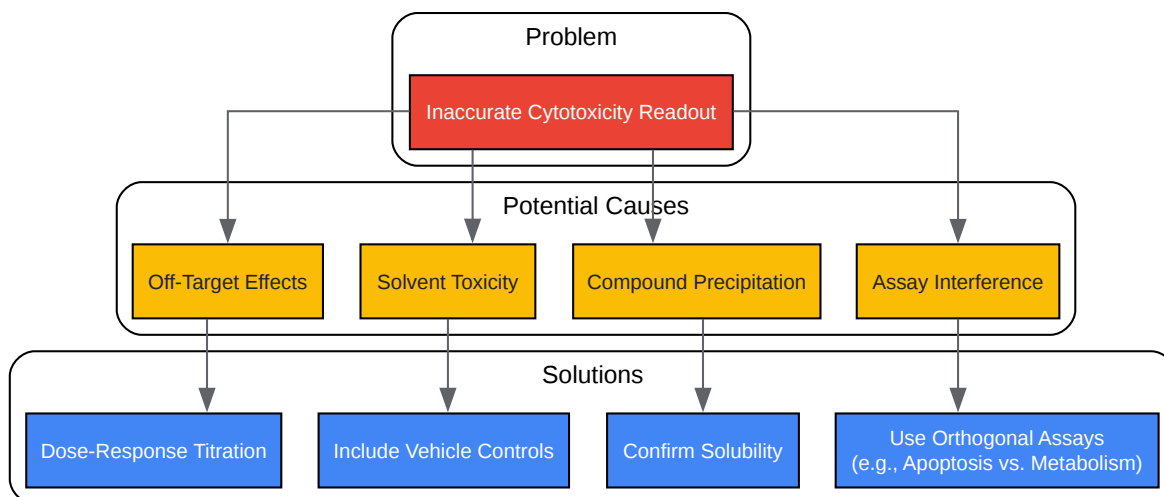 Problem
Inaccurate Cytotoxicity Readout
Potential Causes
Off-Target Effects
Solvent Toxicity
Compound Precipitation
Assay Interference
Solutions
Dose-Response Titration
Include Vehicle Controls
Confirm Solubility
Use Orthogonal Assays
(e.g., Apoptosis vs. Metabolism)